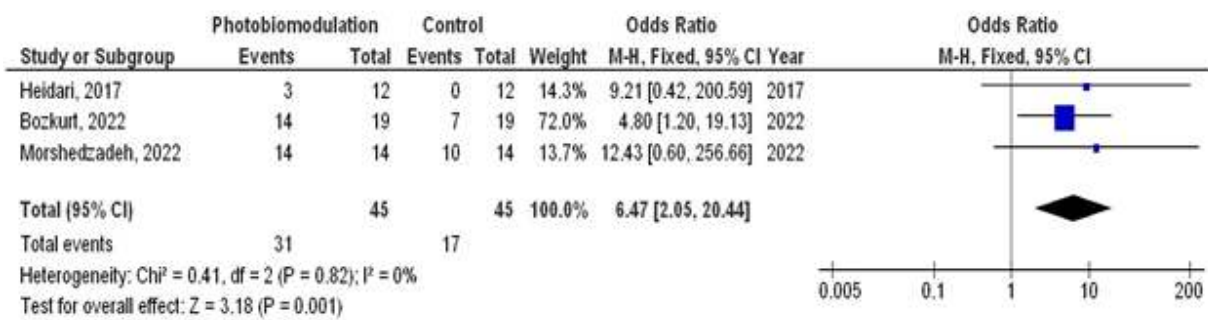 Photobiomodulation Control Odds Ratio Odds Ratio
Study or Subgroup Events Total Events Total Weight M-H, Fixed, 95% CI Year M-H, Fixed, 95% CI
Heidari, 2017 3 12 0 12 14.3% 9.21 [0.42, 200.59] 2017
Bozkurt, 2022 14 19 7 19 72.0% 4.80 [1.20, 19.13] 2022
Morshedzadeh, 2022 14 14 10 14 13.7% 12.43 [0.60, 256.66] 2022
Total (95% CI) 45 45 100.0% 6.47 [2.05, 20.44]
Total events 31 17
Heterogeneity: Chi² = 0.41, df = 2 (P = 0.82); I² = 0%
Test for overall effect: Z = 3.18 (P = 0.001)
0.005 0.1 1 10 200